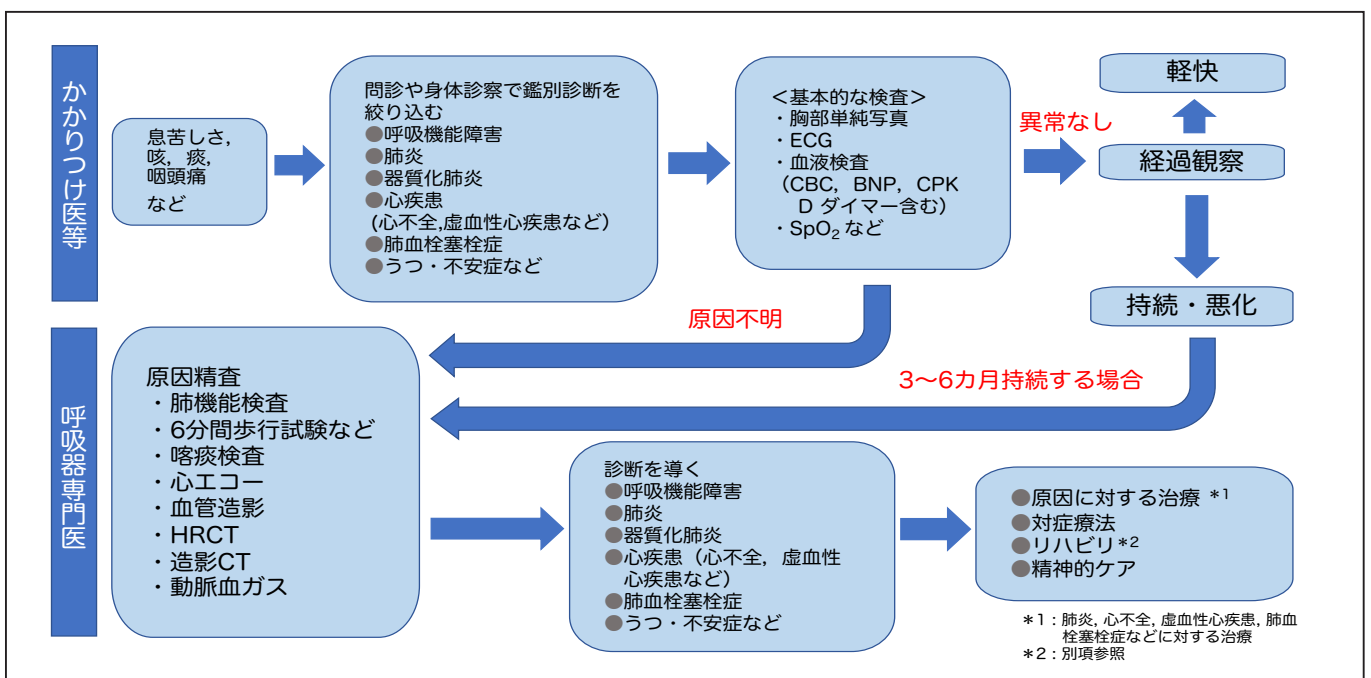 かかりつけ医等
息苦しさ,
咳，痰，
咽頭痛
など
問診や身体診察で鑑別診断を
絞り込む
●呼吸機能障害
●肺炎
●器質化肺炎
●心疾患
(心不全,虚血性心疾患など）
●肺血栓塞栓症
●うつ・不安症など
＜基本的な検査＞
・胸部単純写真
・ECG
・血液検査
（CBC，BNP，CPK
D ダイマー含む）
・SpO₂ など
異常なし
軽快
経過観察
持続・悪化
原因不明
3〜6カ月持続する場合
呼吸器専門医
原因精査
・肺機能検査
・6分間歩行試験など
・喀痰検査
・心エコー
・血管造影
・HRCT
・造影CT
・動脈血ガス
診断を導く
●呼吸機能障害
●肺炎
●器質化肺炎
●心疾患（心不全，虚血性
心疾患など）
●肺血栓塞栓症
●うつ・不安症など
●原因に対する治療 *1
●対症療法
●リハビリ*2
●精神的ケア
＊1：肺炎, 心不全, 虚血性心疾患, 肺血
栓塞栓症などに対する治療
＊2：別項参照